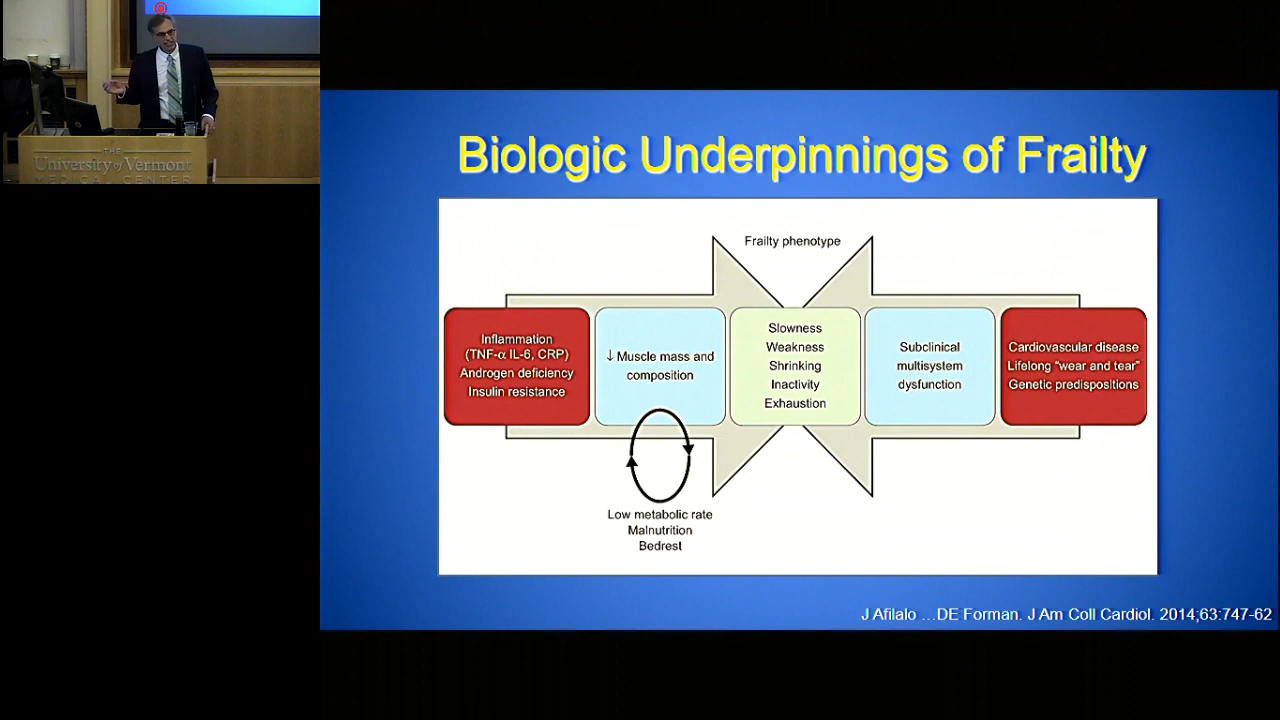 THE
University of Vermont
MEDICAL CENTER
Biologic Underpinnings of Frailty
Frailty phenotype
Inflammation
(TNF-α IL-6, CRP)
Androgen deficiency
Insulin resistance
↓ Muscle mass and
composition
Slowness
Weakness
Shrinking
Inactivity
Exhaustion
Subclinical
multisystem
dysfunction
Cardiovascular disease
Lifelong “wear and tear”
Genetic predispositions
Low metabolic rate
Malnutrition
Bedrest
J Afilalo ...DE Forman. J Am Coll Cardiol. 2014;63:747-62